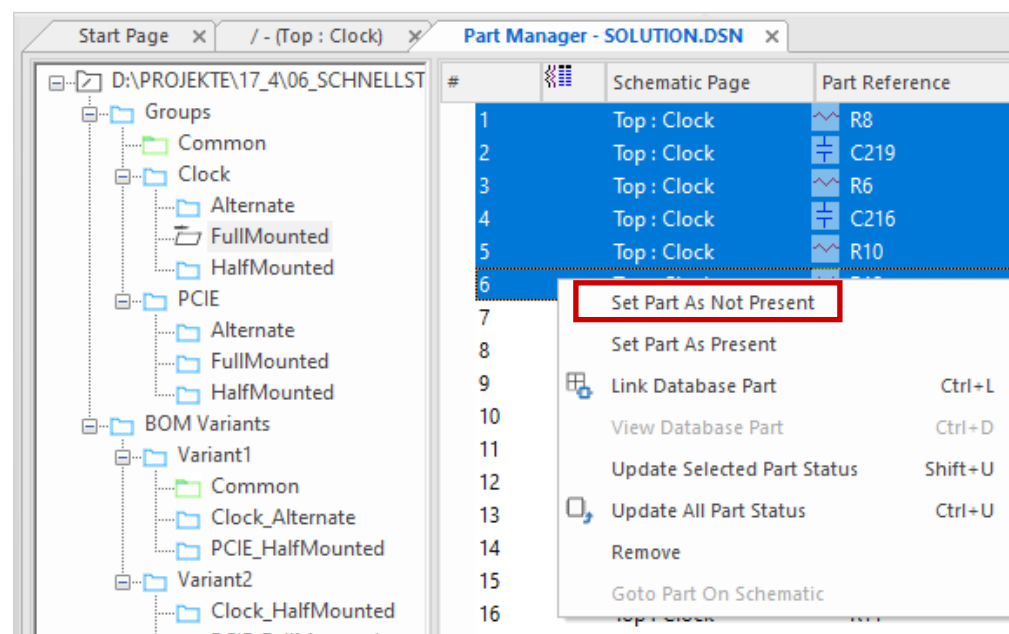 Start Page
/ - (Top : Clock)
Part Manager - SOLUTION.DSN
D:\PROJEKTE\17_4\06_SCHNELLST
Groups
Common
Clock
Alternate
FullMounted
HalfMounted
PCIE
Alternate
FullMounted
HalfMounted
BOM Variants
Variant1
Common
Clock_Alternate
PCIE_HalfMounted
Variant2
Clock_HalfMounted
# Schematic Page Part Reference
1 Top : Clock R8
2 Top : Clock C219
3 Top : Clock R6
4 Top : Clock C216
5 Top : Clock R10
6
7
8
9
10
11
12
13
14
15
16
Set Part As Not Present
Set Part As Present
Link Database Part Ctrl+L
View Database Part Ctrl+D
Update Selected Part Status Shift+U
Update All Part Status Ctrl+U
Remove
Goto Part On Schematic